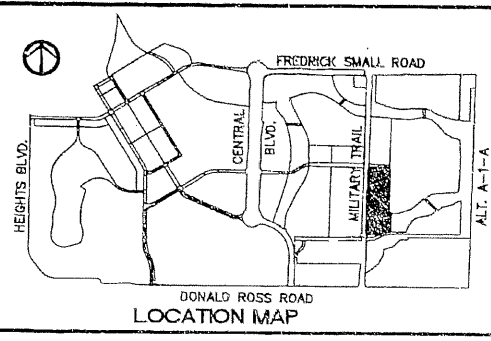 FREDRICK SMALL ROAD
HEIGHTS BLVD.
CENTRAL
BLVD.
MILITARY TRAIL
ALT. A-1-A
DONALD ROSS ROAD
LOCATION MAP